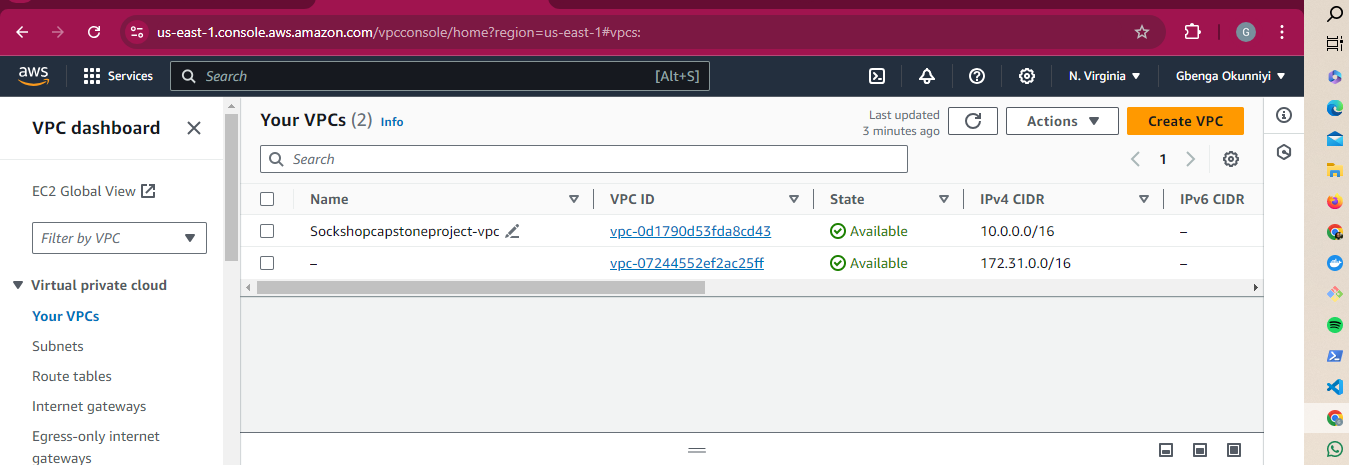 us-east-1.console.aws.amazon.com/vpcconsole/home?region=us-east-1#vpcs:
G
aws
Services
Search
[Alt+S]
N. Virginia
Gbenga Okunniyi
VPC dashboard
EC2 Global View
Filter by VPC
Virtual private cloud
Your VPCs
Subnets
Route tables
Internet gateways
Egress-only internet
gateways
Your VPCs (2) Info
Last updated
3 minutes ago
Actions
Create VPC
Search
1
Name VPC ID State IPv4 CIDR IPv6 CIDR
Sockshopcapstoneproject-vpc vpc-0d1790d53fda8cd43 Available 10.0.0.0/16 –
– vpc-07244552ef2ac25ff Available 172.31.0.0/16 –